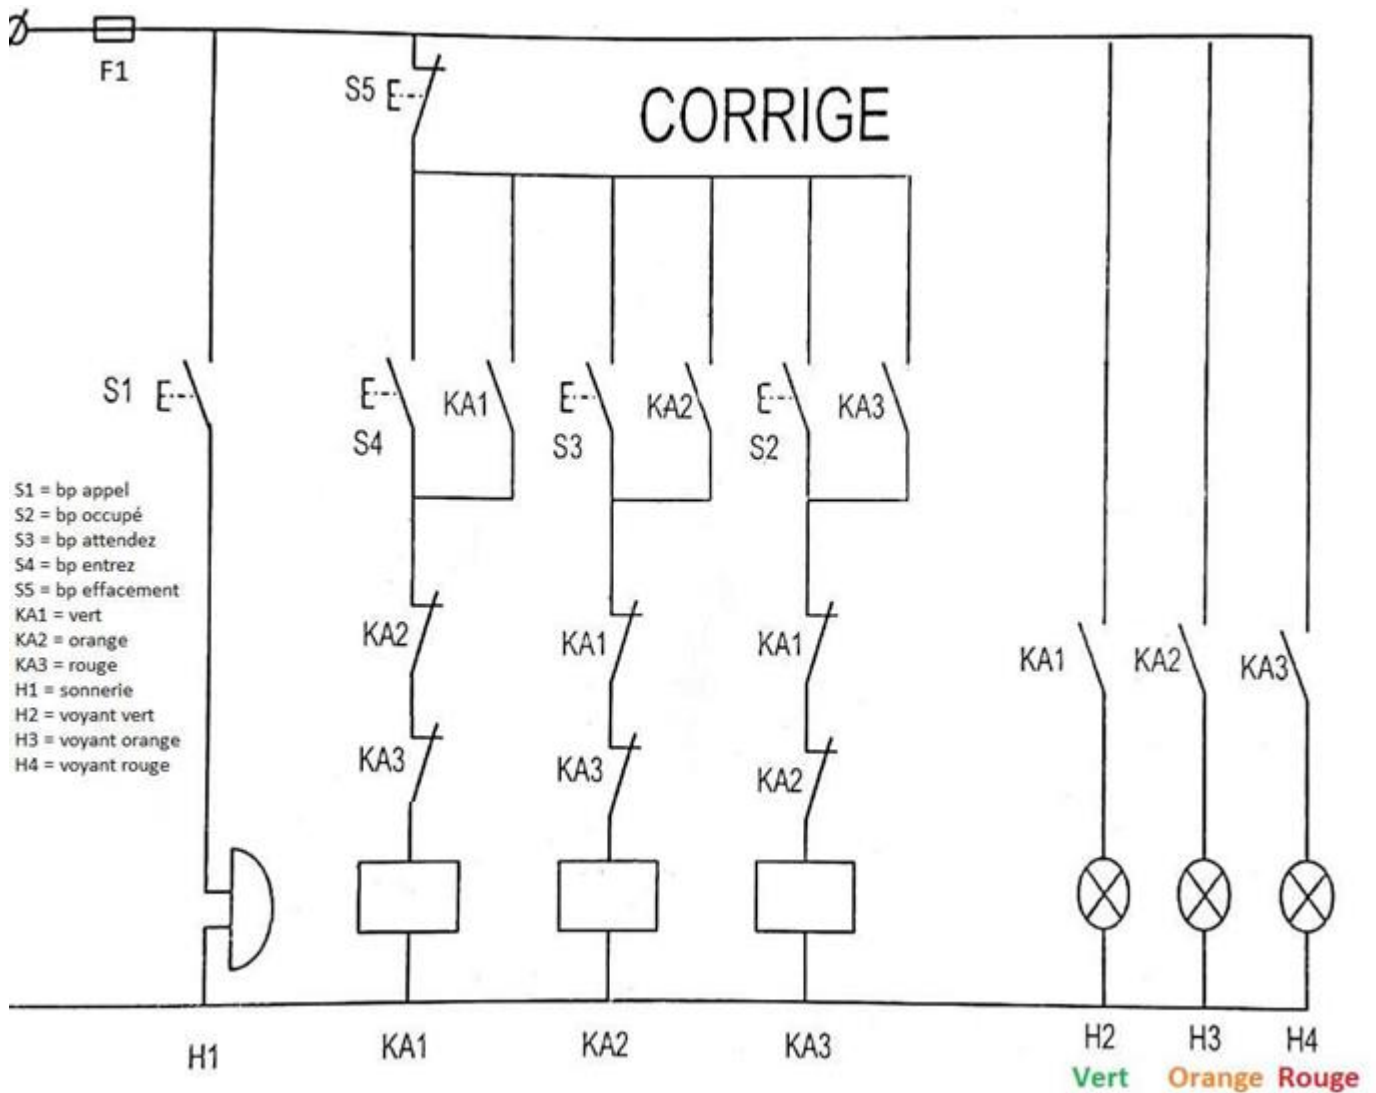 F1
S5
CORRIGE
S1
S4
KA1
S3
KA2
S2
KA3
S1 = bp appel
S2 = bp occupé
S3 = bp attendez
S4 = bp entrez
S5 = bp effacement
KA1 = vert
KA2 = orange
KA3 = rouge
H1 = sonnerie
H2 = voyant vert
H3 = voyant orange
H4 = voyant rouge
KA2
KA1
KA1
KA1
KA2
KA3
KA3
KA3
KA2
H1
KA1
KA2
KA3
H2
H3
H4
Vert
Orange
Rouge